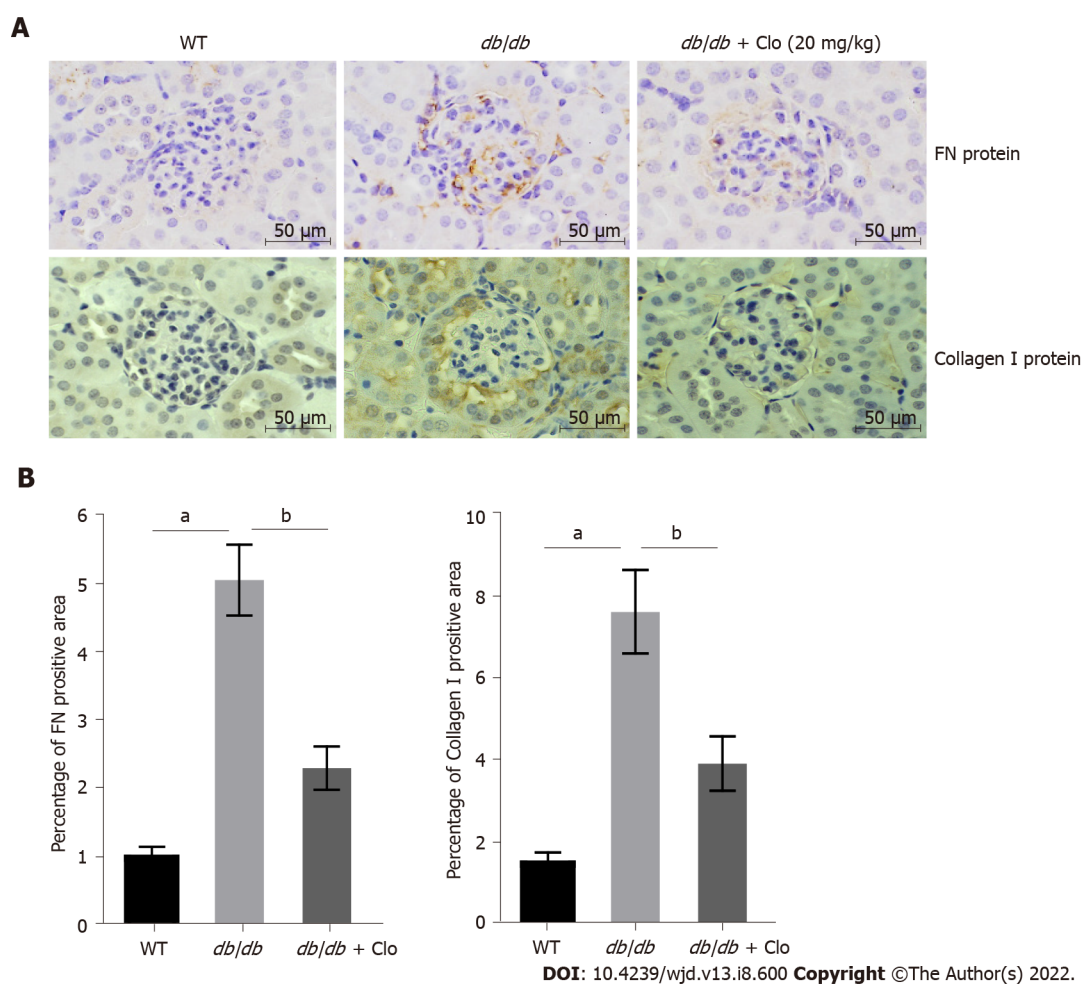 A
WT
db/db
db/db + Clo (20 mg/kg)
50 μm
50 μm
50 μm
FN protein
50 μm
50 μm
50 μm
Collagen I protein
B
Percentage of FN prositive area
6
5
4
3
2
1
0
a
b
WT
db/db
db/db + Clo
Percentage of Collagen I prositive area
10
8
6
4
2
0
a
b
WT
db/db
db/db + Clo
DOI: 10.4239/wjd.v13.i8.600 Copyright ©The Author(s) 2022.